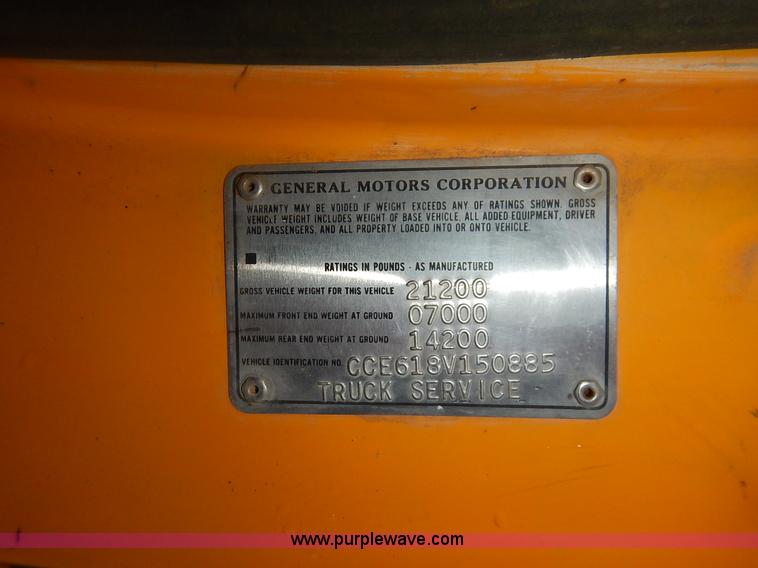 GENERAL MOTORS CORPORATION
WARRANTY MAY BE VOIDED IF WEIGHT EXCEEDS ANY OF RATINGS SHOWN. GROSS
VEHICLE WEIGHT INCLUDES WEIGHT OF BASE VEHICLE, ALL ADDED EQUIPMENT, DRIVER
AND PASSENGERS, AND ALL PROPERTY LOADED INTO OR ONTO VEHICLE.
RATINGS IN POUNDS - AS MANUFACTURED
GROSS VEHICLE WEIGHT FOR THIS VEHICLE 21200
MAXIMUM FRONT END WEIGHT AT GROUND 07000
MAXIMUM REAR END WEIGHT AT GROUND 14200
VEHICLE IDENTIFICATION NO. CCE618V150885
TRUCK SERVICE
www.purplewave.com